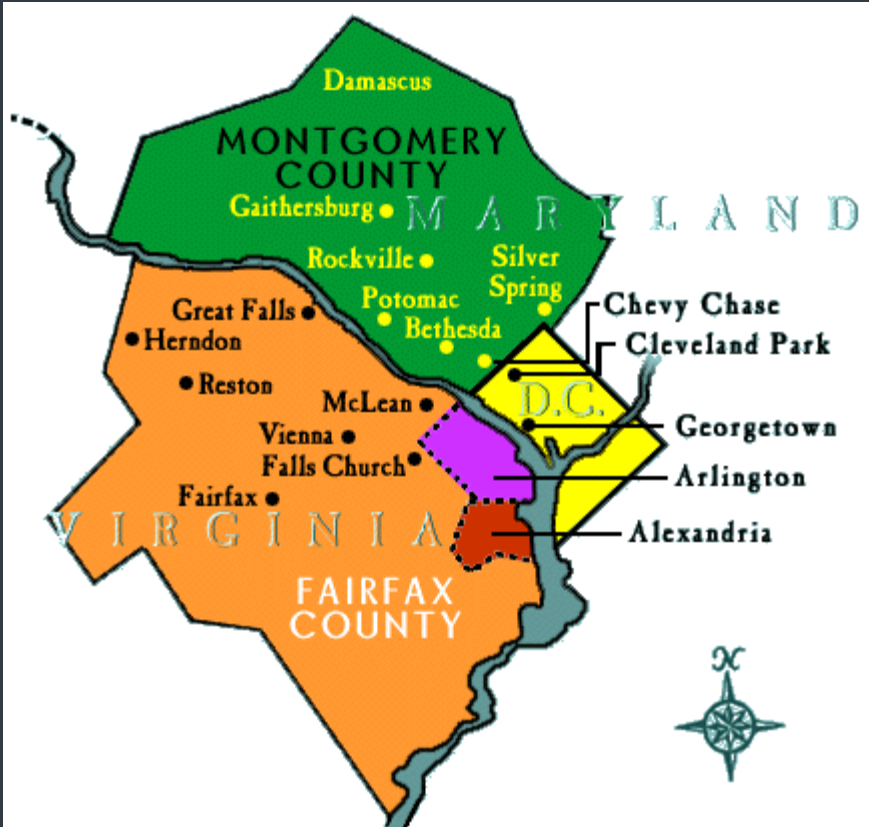 Damascus
MONTGOMERY
COUNTY
Gaithersburg
MARYLAND
Rockville
Silver
Spring
Potomac
Bethesda
Chevy Chase
Great Falls
Herndon
Cleveland Park
Reston
D.C.
McLean
Georgetown
Vienna
Falls Church
Arlington
Fairfax
VIRGINIA
Alexandria
FAIRFAX
COUNTY
N